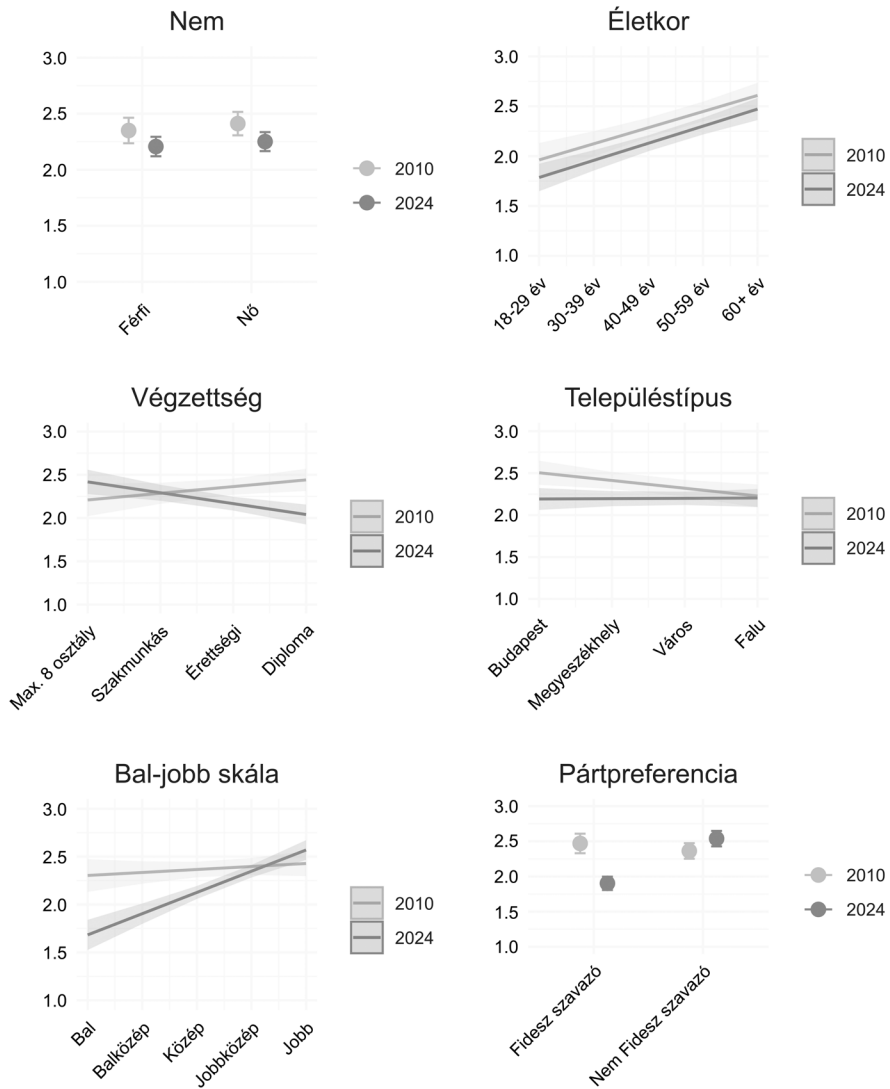 Nem
3.0
2.5
2.0
1.5
1.0
Férfi
Nő
2010
2024
Életkor
3.0
2.5
2.0
1.5
1.0
18-29 év
30-39 év
40-49 év
50-59 év
60+ év
2010
2024
Végzettség
3.0
2.5
2.0
1.5
1.0
Max. 8 osztály
Szakmunkás
Érettségi
Diploma
2010
2024
Településtípus
3.0
2.5
2.0
1.5
1.0
Budapest
Megyeszékhely
Város
Falu
2010
2024
Bal-jobb skála
3.0
2.5
2.0
1.5
1.0
Bal
Balközép
Közép
Jobbközép
Jobb
2010
2024
Pártpreferencia
3.0
2.5
2.0
1.5
1.0
Fidesz szavazó
Nem Fidesz szavazó
2010
2024